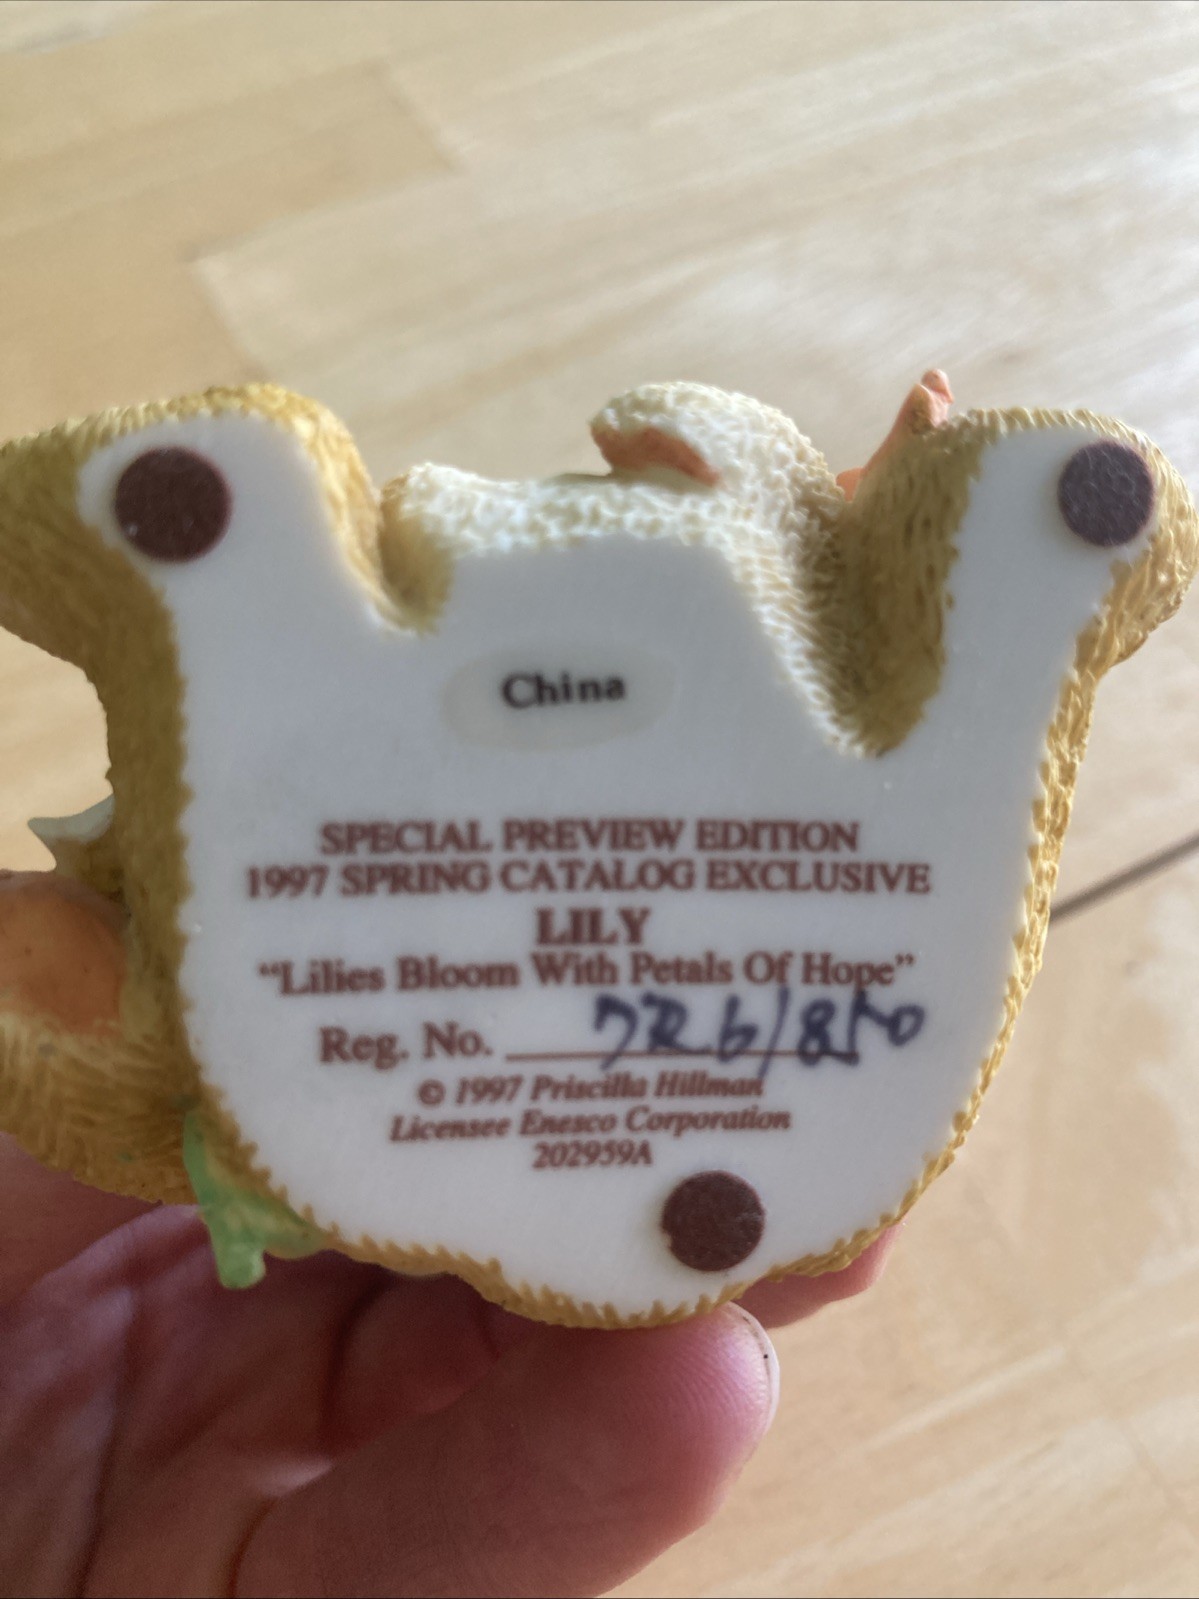 China
SPECIAL PREVIEW EDITION
1997 SPRING CATALOG EXCLUSIVE
LILY
“Lilies Bloom With Petals Of Hope”
Reg. No.
© 1997 Priscilla Hillman
Licensee Enesco Corporation
202959A